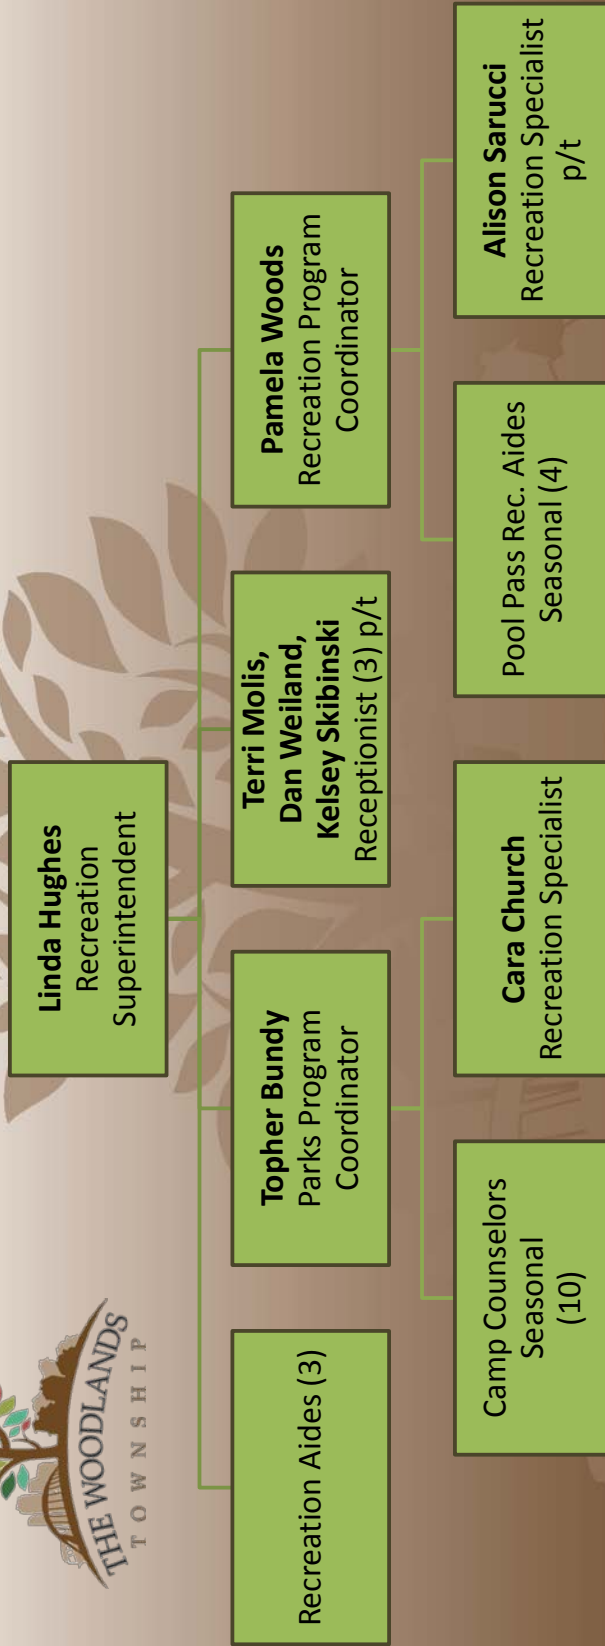 THE WOODLANDS
TOWNSHIP
Linda Hughes
Recreation
Superintendent
Recreation Aides (3)
Topher Bundy
Parks Program
Coordinator
Terri Molis,
Dan Weiland,
Kelsey Skibinski
Receptionist (3) p/t
Pamela Woods
Recreation Program
Coordinator
Camp Counselors
Seasonal
(10)
Cara Church
Recreation Specialist
Pool Pass Rec. Aides
Seasonal (4)
Alison Sarucci
Recreation Specialist
p/t